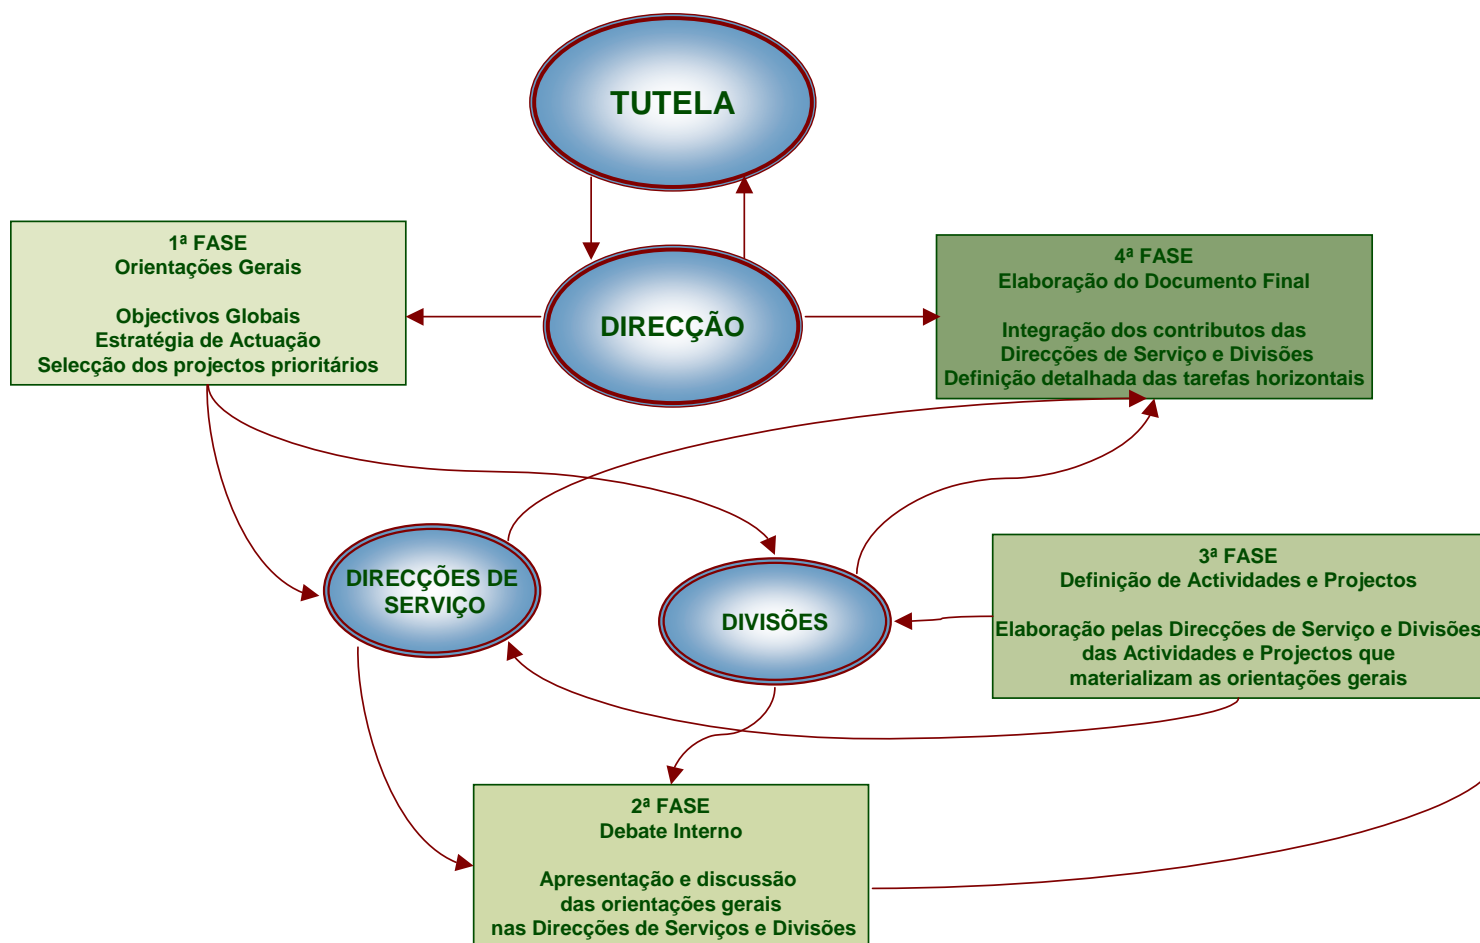 TUTELA
1ª FASE
Orientações Gerais
Objectivos Globais
Estratégia de Actuação
Selecção dos projectos prioritários
DIRECÇÃO
4ª FASE
Elaboração do Documento Final
Integração dos contributos das
Direcções de Serviço e Divisões
Definição detalhada das tarefas horizontais
DIRECÇÕES DE
SERVIÇO
DIVISÕES
3ª FASE
Definição de Actividades e Projectos
Elaboração pelas Direcções de Serviço e Divisões
das Actividades e Projectos que
materializam as orientações gerais
2ª FASE
Debate Interno
Apresentação e discussão
das orientações gerais
nas Direcções de Serviços e Divisões